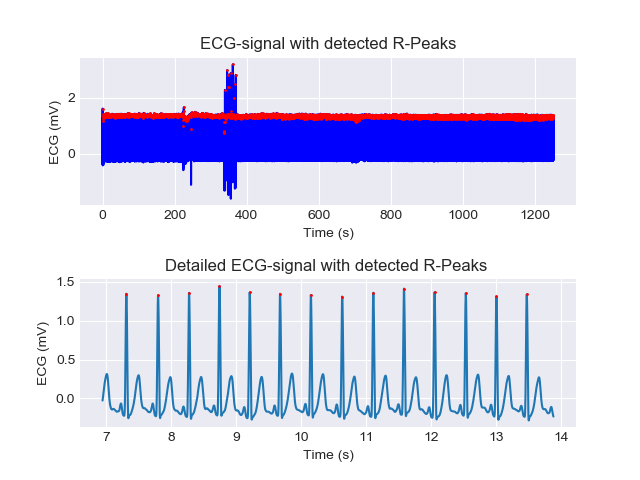 ECG-signal with detected R-Peaks
ECG (mV)
2
0
0 200 400 600 800 1000 1200
Time (s)
Detailed ECG-signal with detected R-Peaks
ECG (mV)
1.5
1.0
0.5
0.0
7 8 9 10 11 12 13 14
Time (s)